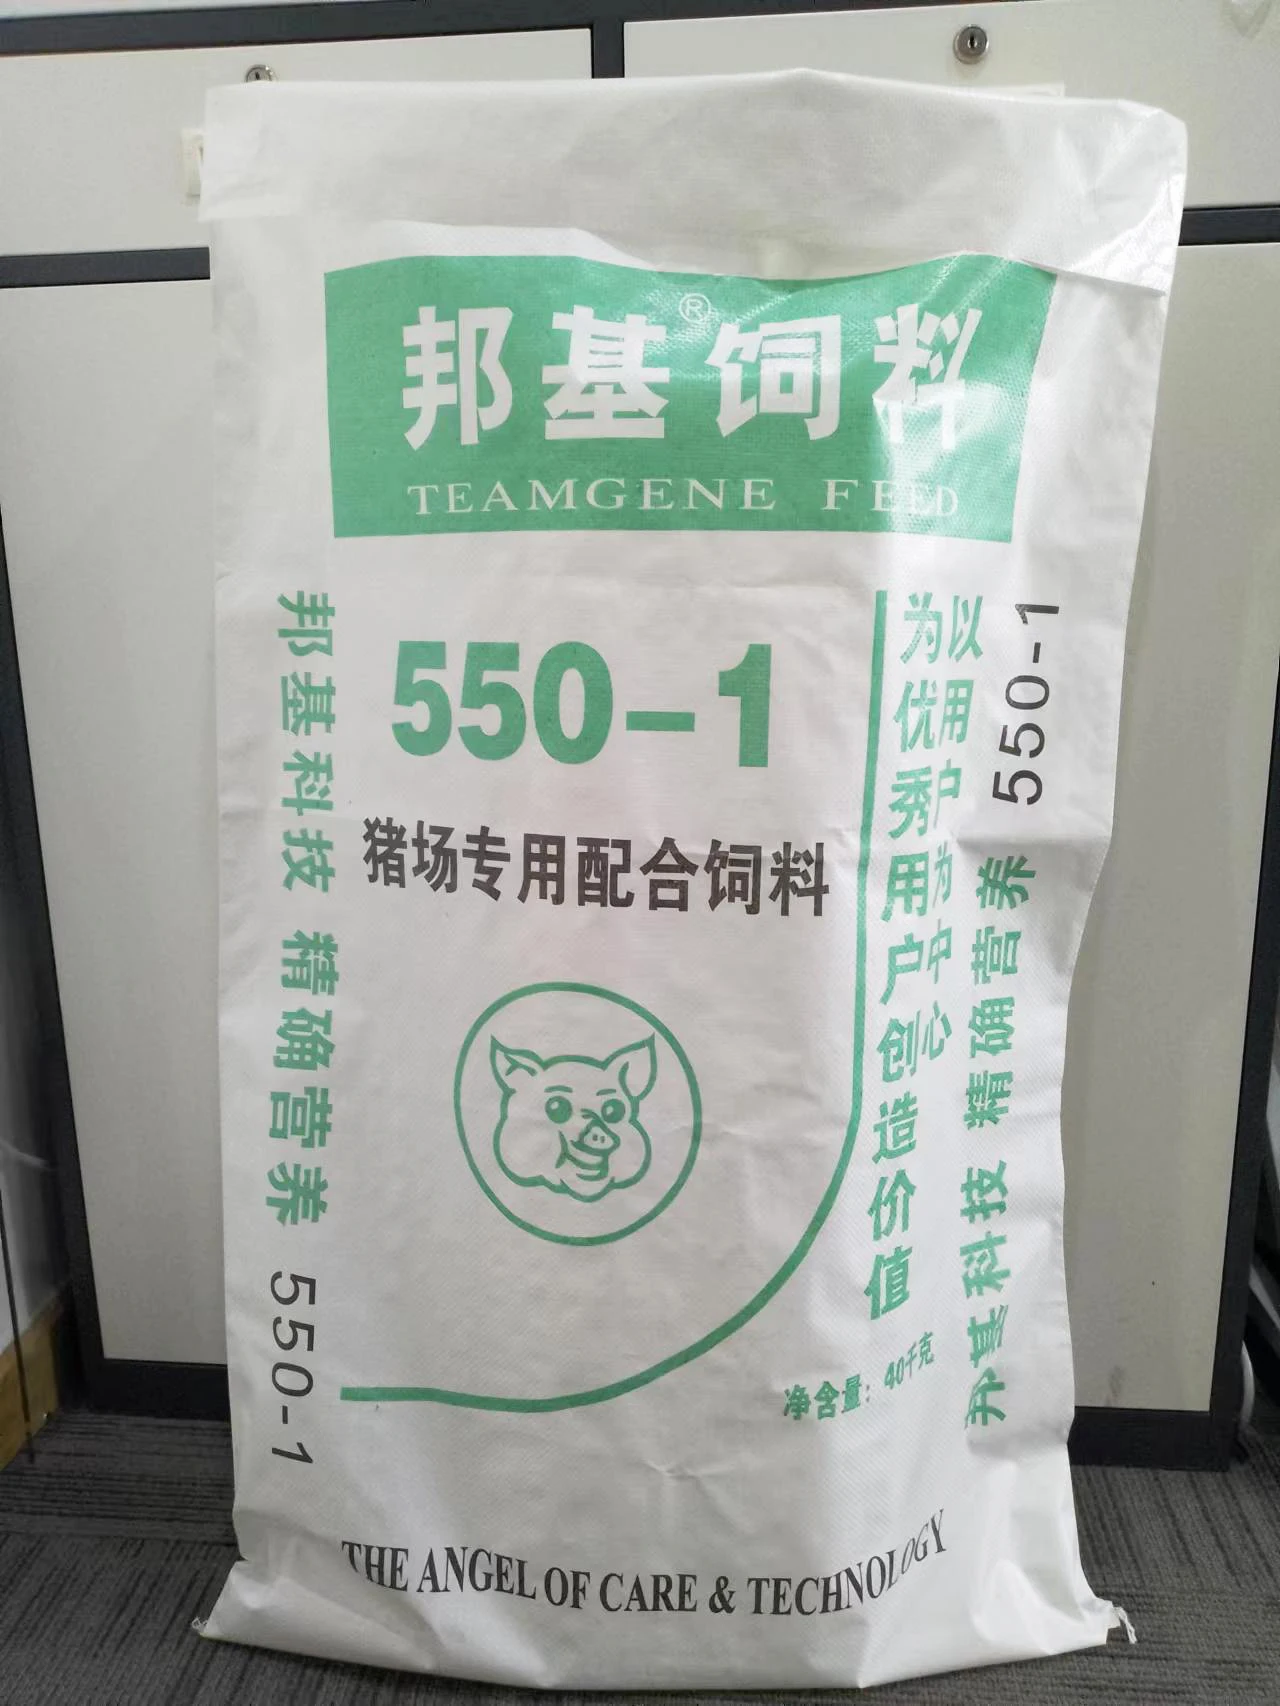 邦基®饲料
TEAMGENE FEED
550-1
猪场专用配合饲料
邦基科技 精确营养 550-1
以用户为中心
为优秀用户创造价值
邦基科技 精确营养 550-1
净含量：40千克
THE ANGEL OF CARE & TECHNOLOGY